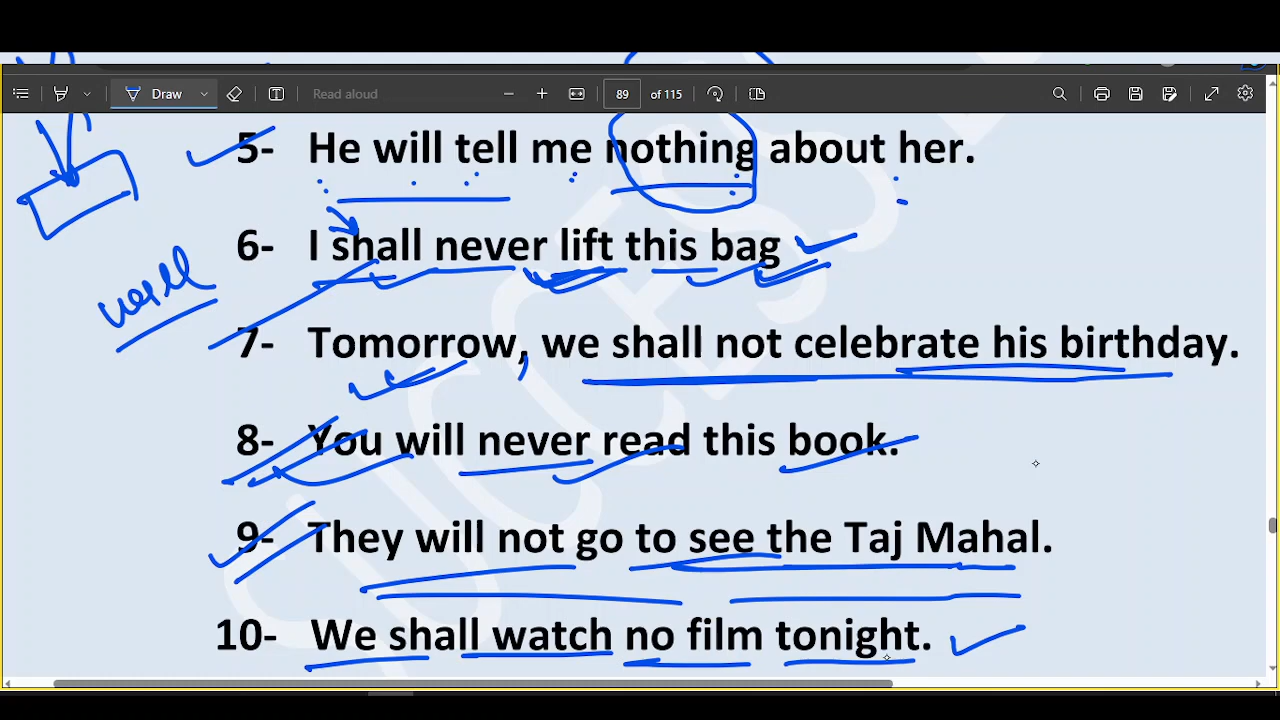 Draw Read aloud 89 of 115
5- He will tell me nothing about her.
6- I shall never lift this bag
will
7- Tomorrow, we shall not celebrate his birthday.
8- You will never read this book.
9- They will not go to see the Taj Mahal.
10- We shall watch no film tonight.